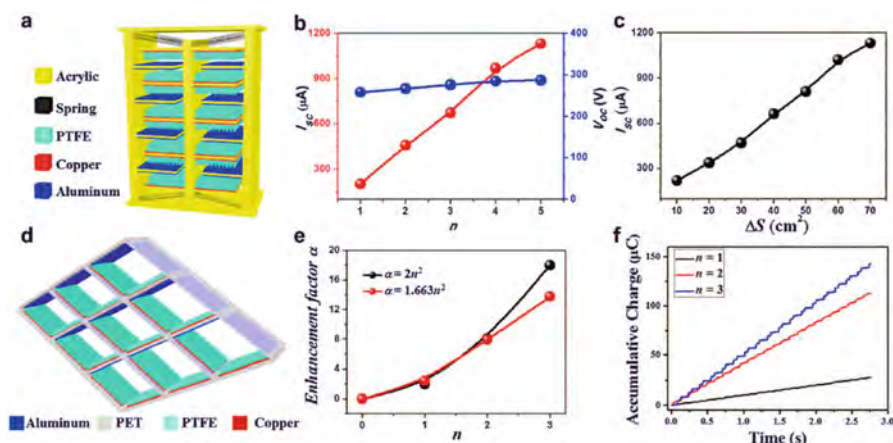 a
Acrylic
Spring
PTFE
Copper
Aluminum
b
1200
900
600
300
I_sc (μA)
400
300
200
100
0
V_oc (V)
1 2 3 4 5
n
c
1200
900
600
300
I_sc (μA)
10 20 30 40 50 60 70
ΔS (cm²)
d
Aluminum PET PTFE Copper
e
20
16
12
8
4
0
Enhancement factor α
α = 2n²
α = 1.663n²
0 1 2 3
n
f
150
100
50
0
Accumulative Charge (μC)
n = 1
n = 2
n = 3
0.0 0.5 1.0 1.5 2.0 2.5 3.0
Time (s)